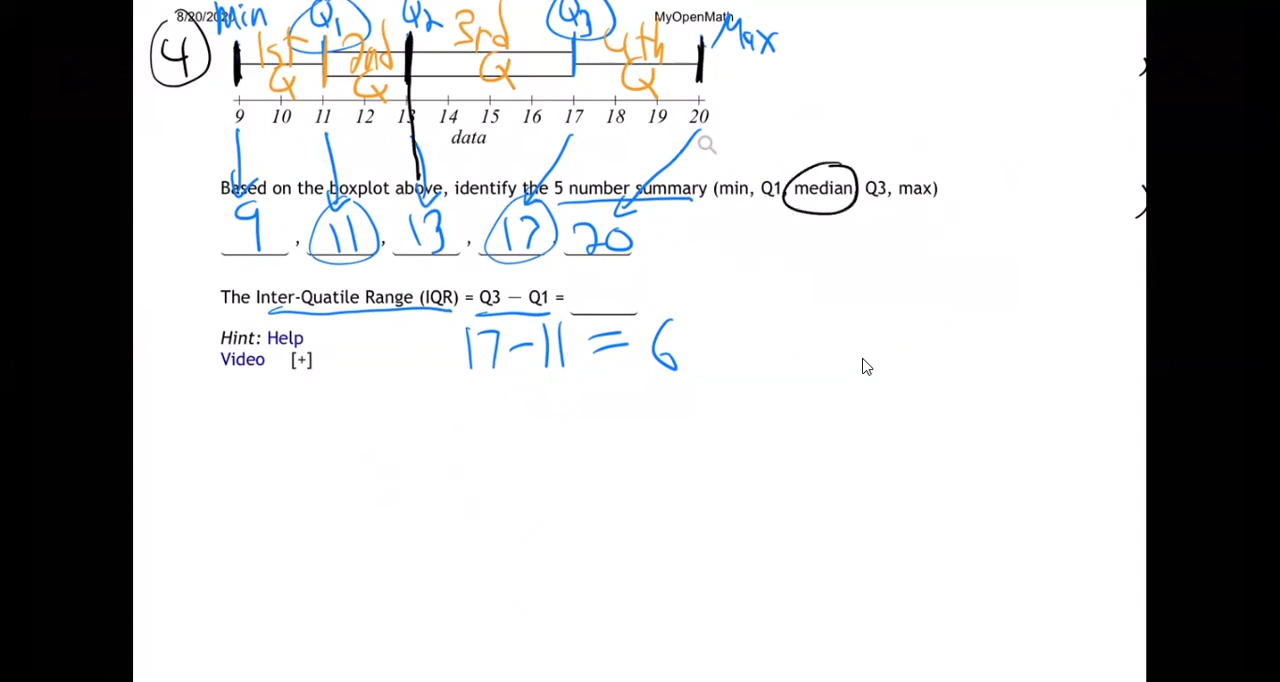 8/20/2020 MyOpenMath
Min Q1 Q2 Q3 Max
4 1st Q 2nd Q 3rd Q 4th Q
9 10 11 12 13 14 15 16 17 18 19 20
data
Based on the boxplot above, identify the 5 number summary (min, Q1, median, Q3, max)
9, 11, 13, 17 20
The Inter-Quatile Range (IQR) = Q3 − Q1 =
Hint: Help
17-11 = 6
Video [+]